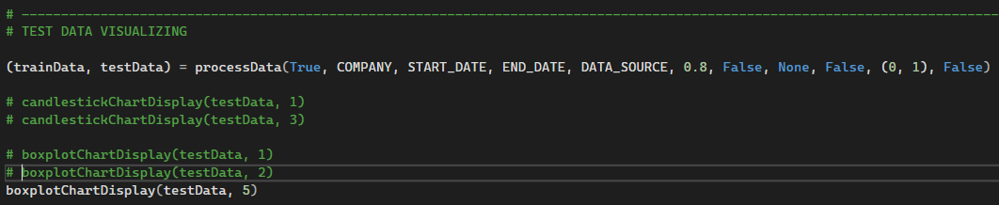 # ------------------------------------------------------------------------------------------------------------------------
# TEST DATA VISUALIZING
(trainData, testData) = processData(True, COMPANY, START_DATE, END_DATE, DATA_SOURCE, 0.8, False, None, False, (0, 1), False)
# candlestickChartDisplay(testData, 1)
# candlestickChartDisplay(testData, 3)
# boxplotChartDisplay(testData, 1)
# boxplotChartDisplay(testData, 2)
boxplotChartDisplay(testData, 5)